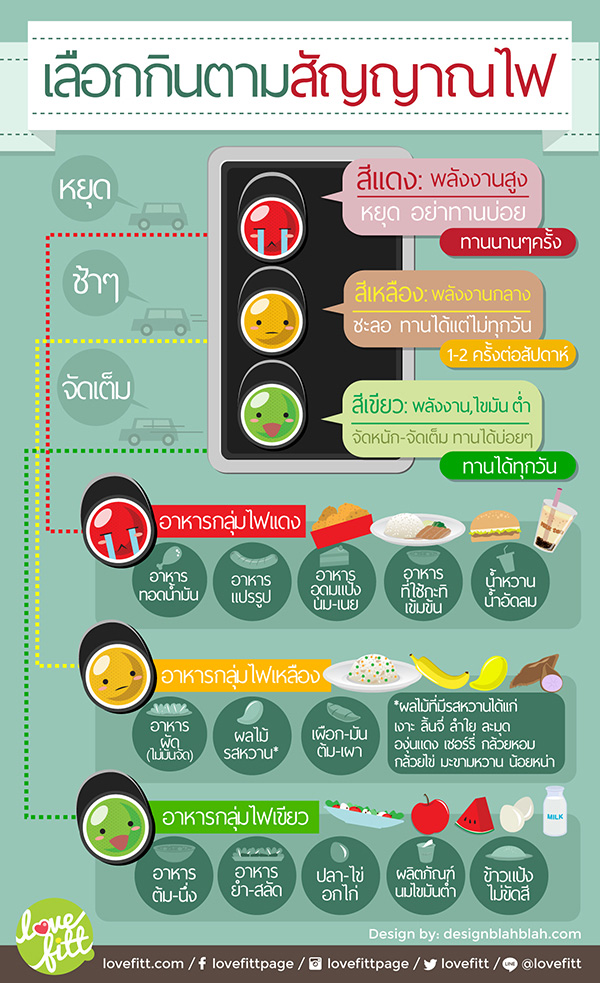 เลือกกินตามสัญญาณไฟ
หยุด
สีแดง: พลังงานสูง
หยุด อย่าทานบ่อย
ทานนานๆครั้ง
ช้าๆ
สีเหลือง: พลังงานกลาง
ชะลอ ทานได้แต่ไม่ทุกวัน
1-2 ครั้งต่อสัปดาห์
จัดเต็ม
สีเขียว: พลังงาน,ไขมัน ต่ำ
จัดหนัก-จัดเต็ม ทานได้บ่อยๆ
ทานได้ทุกวัน
อาหารกลุ่มไฟแดง
อาหาร
ทอดน้ำมัน
อาหาร
แปรรูป
อาหาร
อุดมแป้ง
นม-เนย
อาหาร
ที่ใช้กะทิ
เข้มข้น
น้ำหวาน
น้ำอัดลม
อาหารกลุ่มไฟเหลือง
อาหาร
ผัด
(ไม่มันจัด)
ผลไม้
รสหวาน*
เผือก-มัน
ต้ม-เผา
*ผลไม้ที่มีรสหวานได้แก่
เงาะ ลิ้นจี่ ลำไย ละมุด
องุ่นแดง เชอร์รี่ กล้วยหอม
กล้วยไข่ มะขามหวาน น้อยหน่า
อาหารกลุ่มไฟเขียว
MILK
อาหาร
ต้ม-นึ่ง
อาหาร
ยำ-สลัด
ปลา-ไข่
อกไก่
ผลิตภัณฑ์
นมไขมันต่ำ
ข้าวแป้ง
ไม่ขัดสี
love
fitt
Design by: designblahblah.com
lovefitt.com / f lovefittpage / lovefittpage / lovefitt / LINE @lovefitt